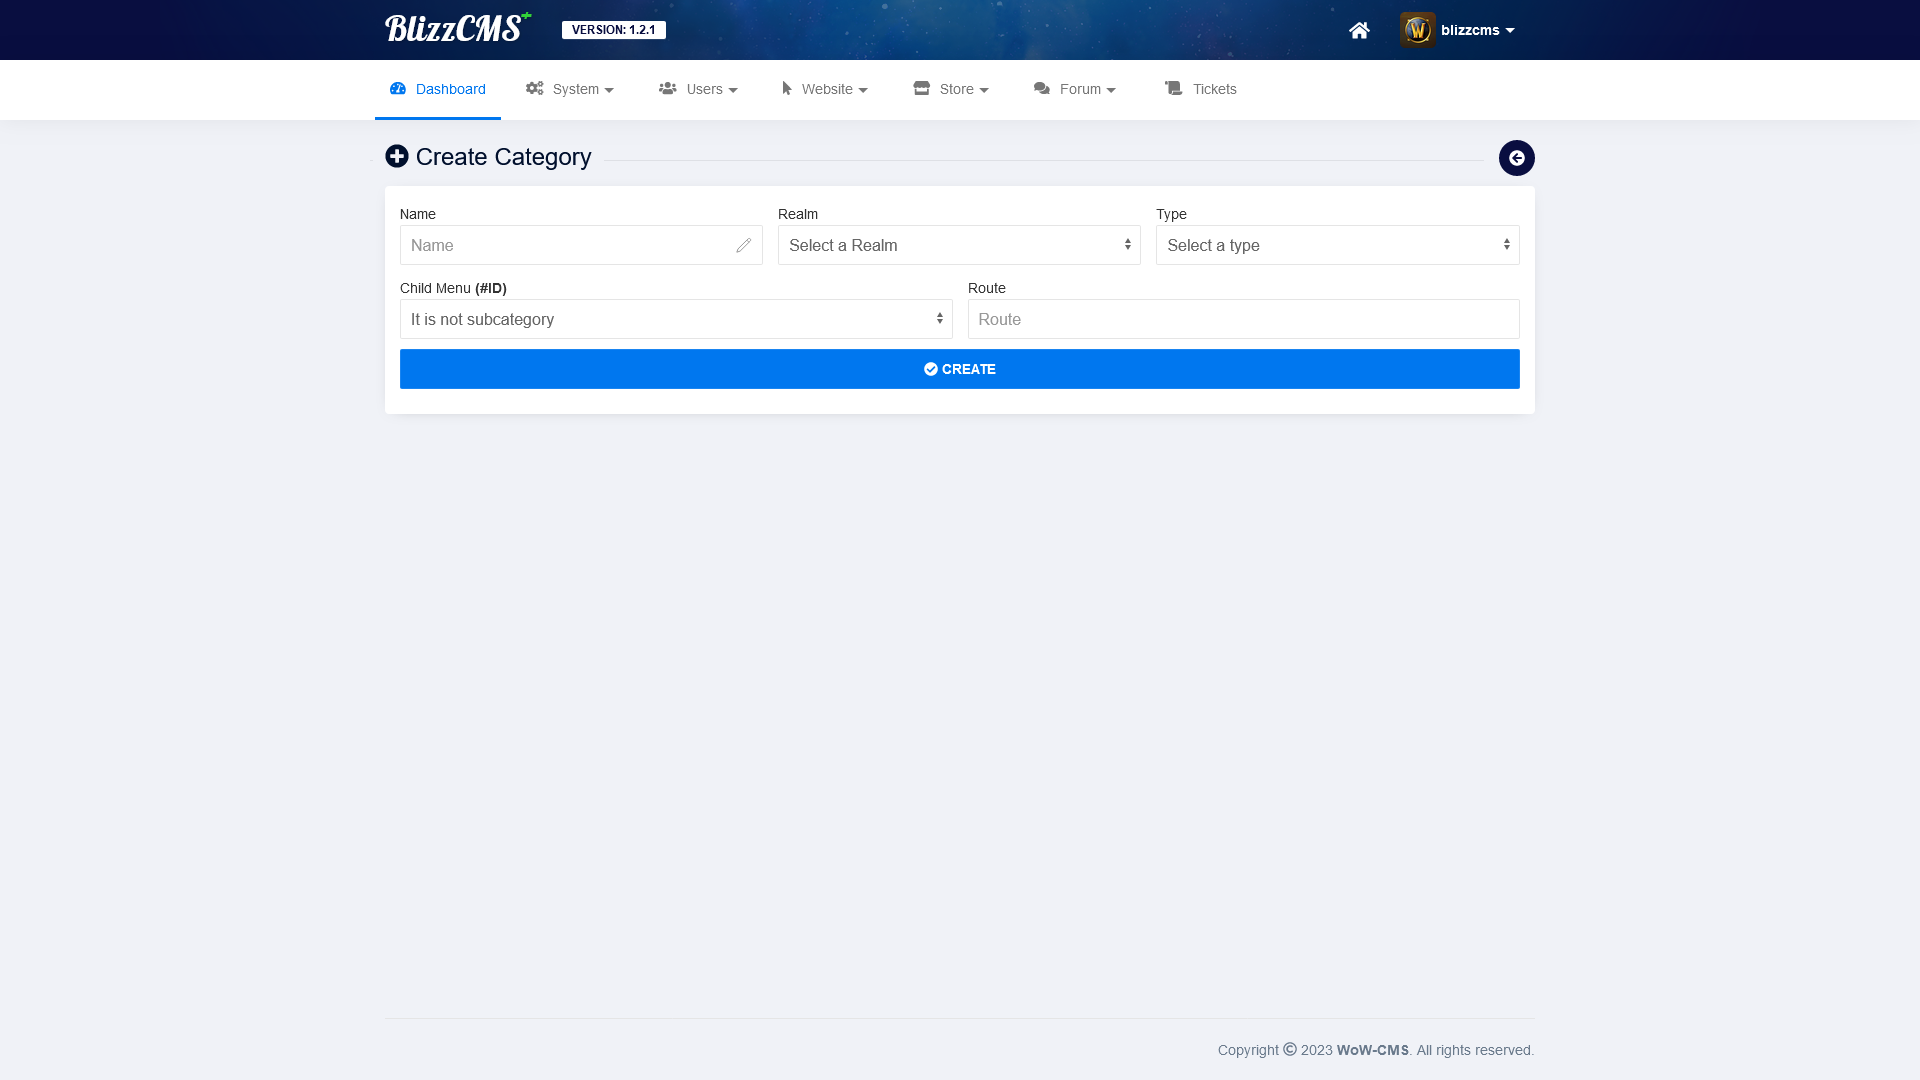 BlizzCMS+ VERSION: 1.2.1 blizzcms
Dashboard System Users Website Store Forum Tickets
Create Category
Name Realm Type
Name Select a Realm Select a type
Child Menu (#ID) Route
It is not subcategory Route
CREATE
Copyright © 2023 WoW-CMS. All rights reserved.